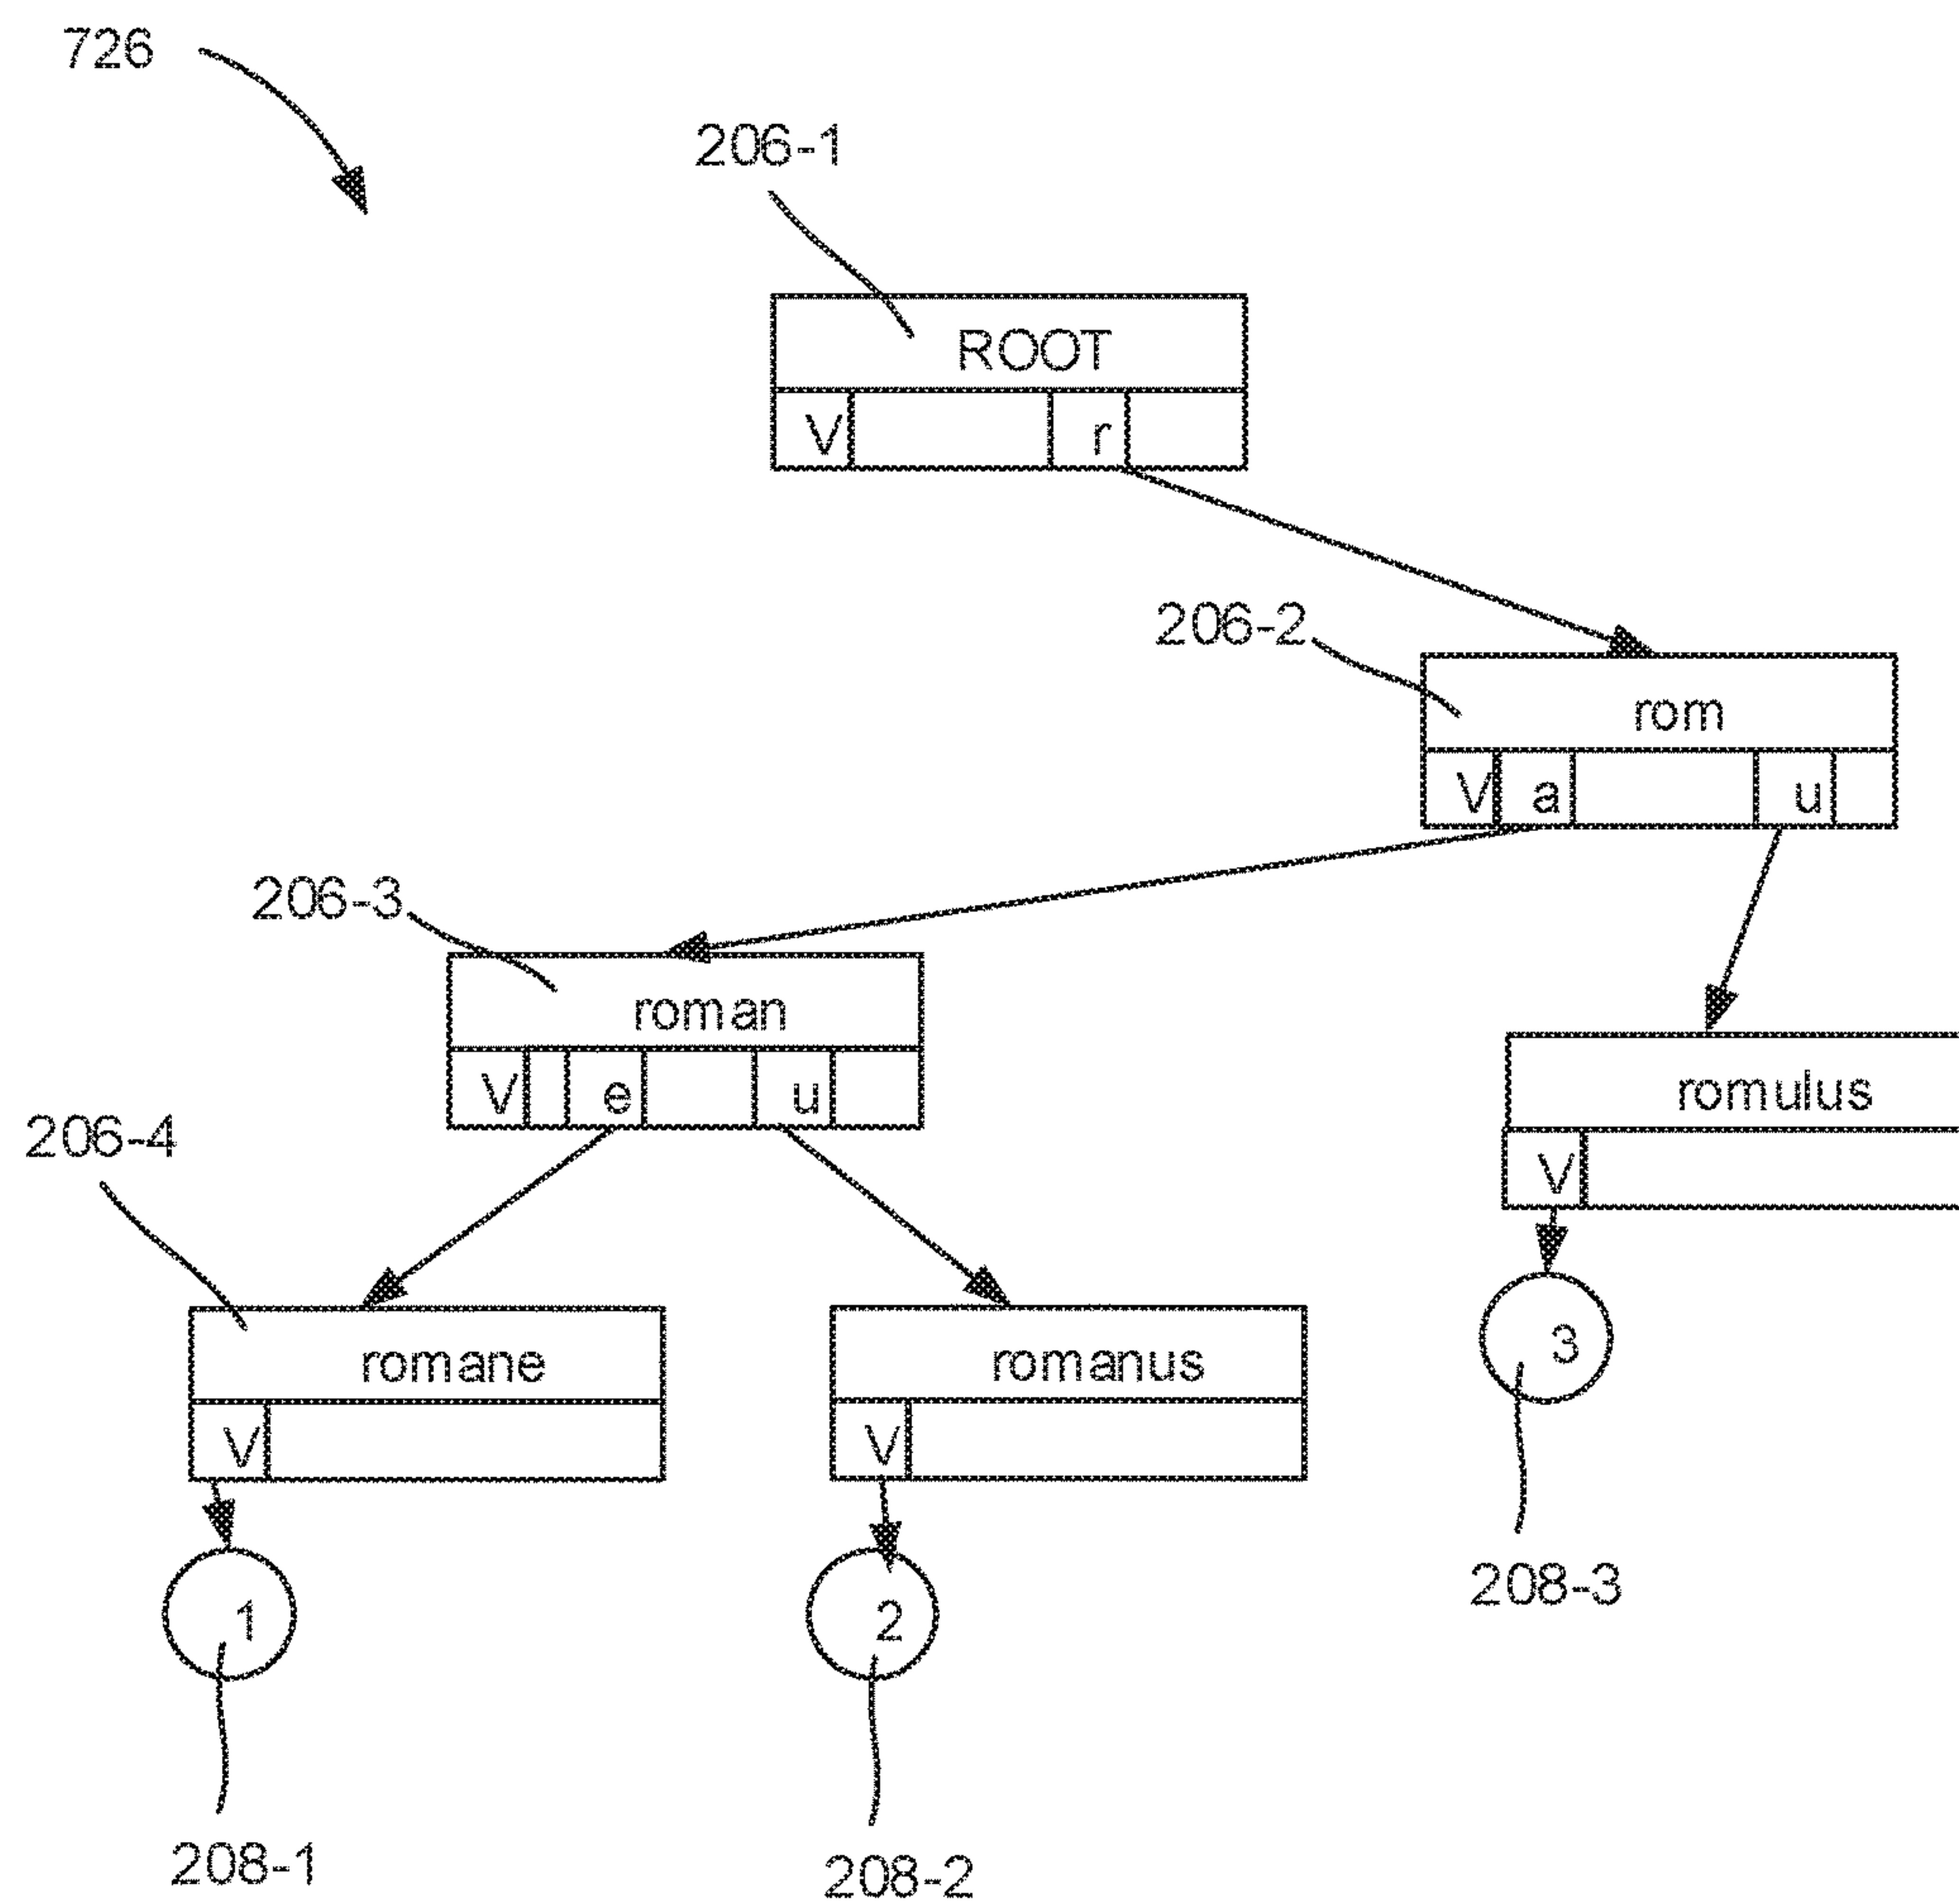 726
206-1
ROOT
V r
206-2
rom
V a u
206-3
roman
V e u
romulus
V
206-4
romane
V
romanus
V
3
1
2
208-3
208-1
208-2